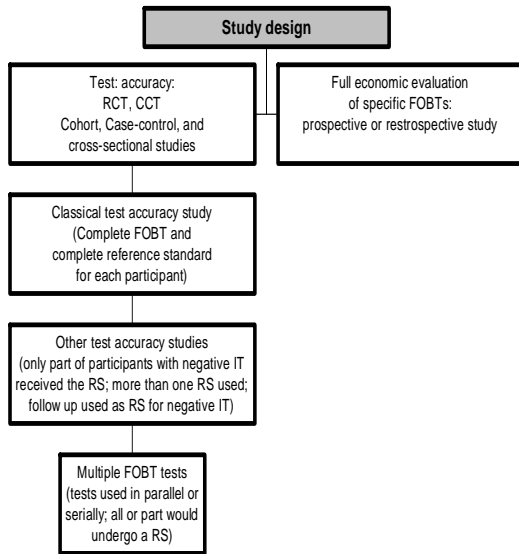 Study design
Test: accuracy:
RCT, CCT
Cohort, Case-control, and
cross-sectional studies
Full economic evaluation
of specific FOBTs:
prospective or restrospective study
Classical test accuracy study
(Complete FOBT and
complete reference standard
for each participant)
Other test accuracy studies
(only part of participants with negative IT
received the RS; more than one RS used;
follow up used as RS for negative IT)
Multiple FOBT tests
(tests used in parallel or
serially; all or part would
undergo a RS)